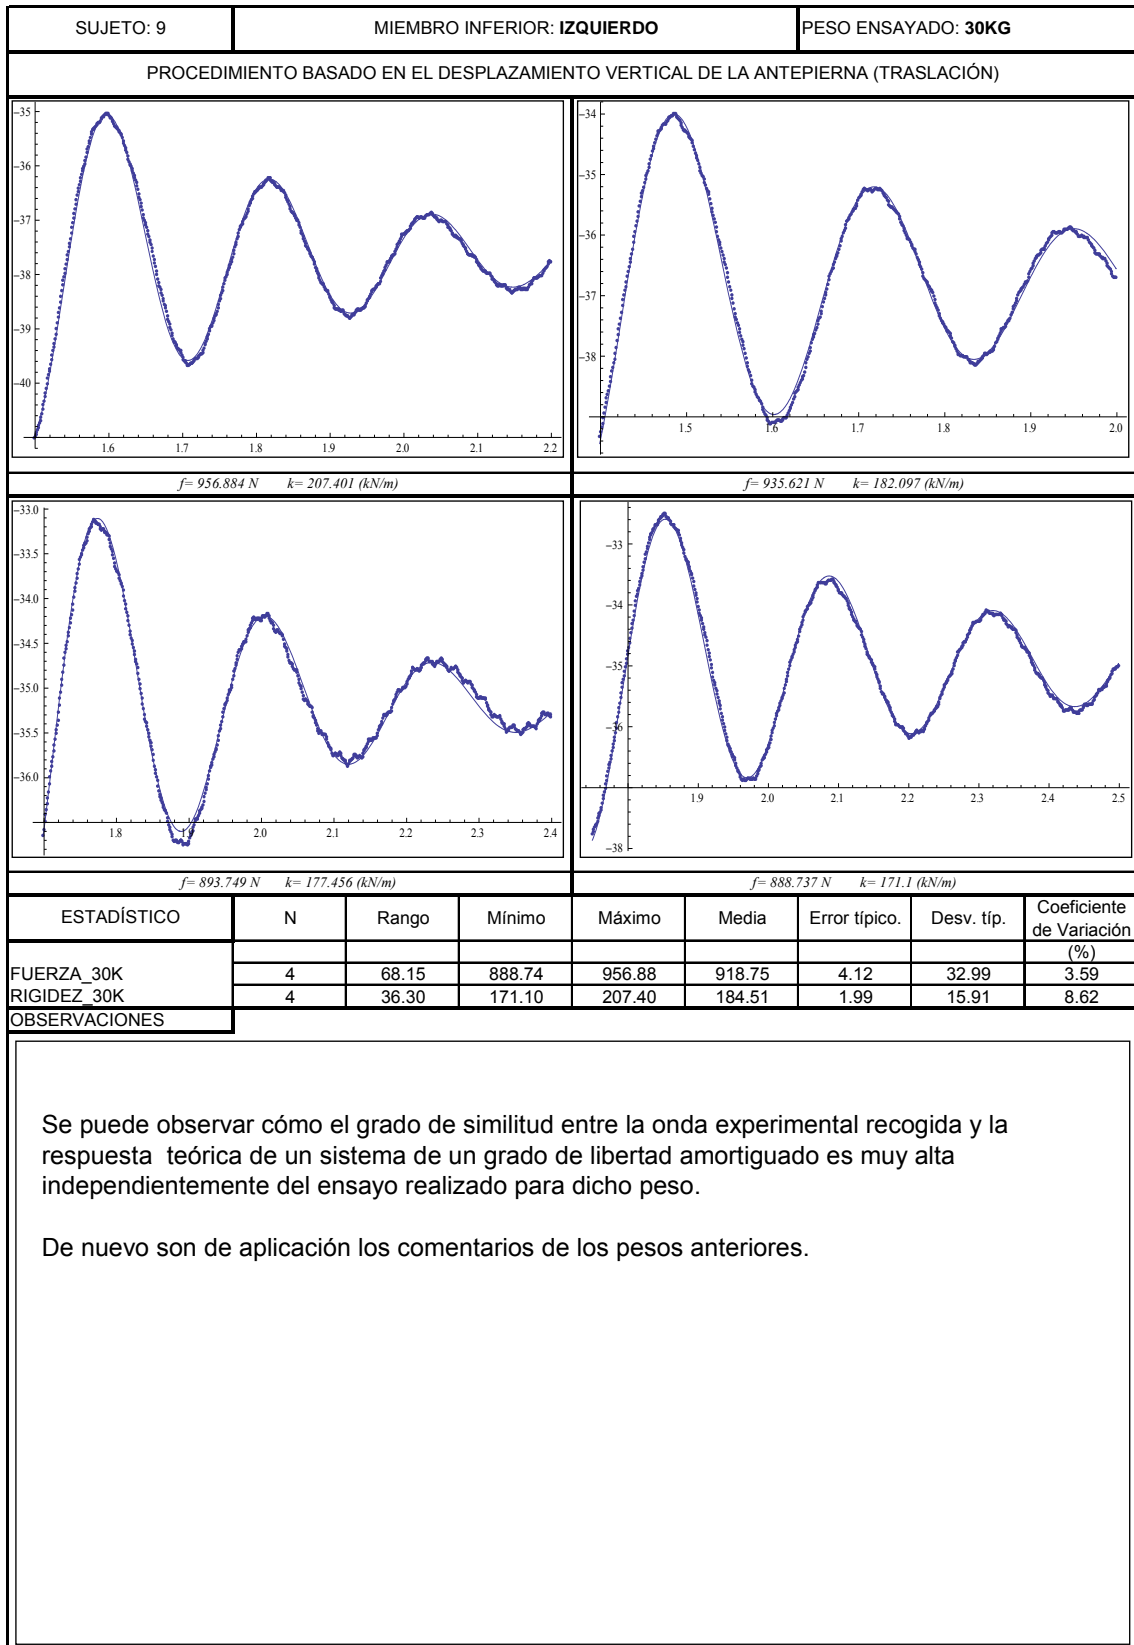 SUJETO: 9 MIEMBRO INFERIOR: IZQUIERDO PESO ENSAYADO: 30KG
PROCEDIMIENTO BASADO EN EL DESPLAZAMIENTO VERTICAL DE LA ANTEPIERNA (TRASLACIÓN)
−35
−36
−37
−38
−39
−40
1.6 1.7 1.8 1.9 2.0 2.1 2.2
−34
−35
−36
−37
−38
1.5 1.6 1.7 1.8 1.9 2.0
f= 956.884 N k= 207.401 (kN/m)
f= 935.621 N k= 182.097 (kN/m)
−33.0
−33.5
−34.0
−34.5
−35.0
−35.5
−36.0
1.8 1.9 2.0 2.1 2.2 2.3 2.4
−33
−34
−35
−36
1.9 2.0 2.1 2.2 2.3 2.4 2.5
−38
f= 893.749 N k= 177.456 (kN/m)
f= 888.737 N k= 171.1 (kN/m)
ESTADÍSTICO N Rango Mínimo Máximo Media Error típico. Desv. típ. Coeficiente de Variación
(%)
FUERZA_30K 4 68.15 888.74 956.88 918.75 4.12 32.99 3.59
RIGIDEZ_30K 4 36.30 171.10 207.40 184.51 1.99 15.91 8.62
OBSERVACIONES
Se puede observar cómo el grado de similitud entre la onda experimental recogida y la
respuesta teórica de un sistema de un grado de libertad amortiguado es muy alta
independientemente del ensayo realizado para dicho peso.
De nuevo son de aplicación los comentarios de los pesos anteriores.